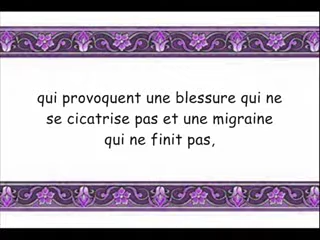 qui provoquent une blessure qui ne
se cicatrise pas et une migraine
qui ne finit pas,